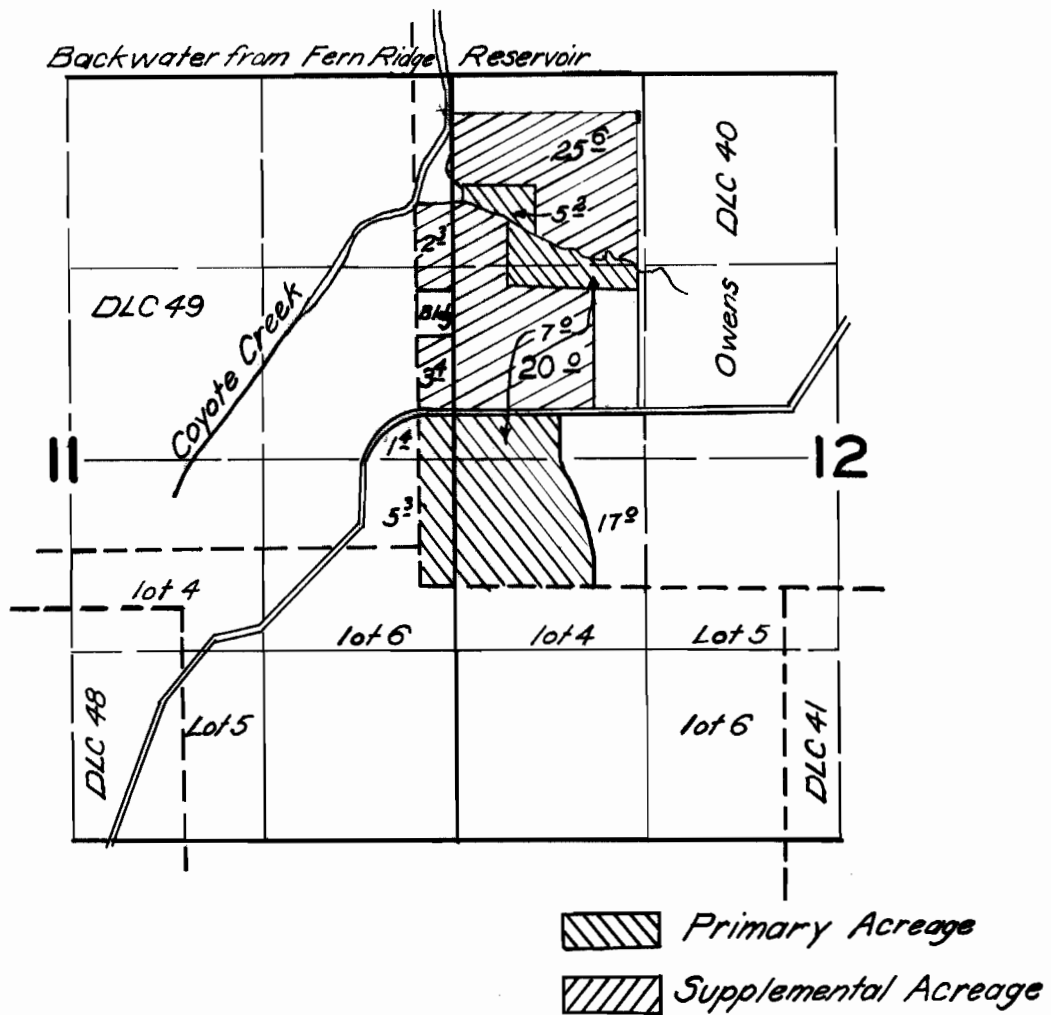 Backwater from Fern Ridge Reservoir
25 6
DLC 40
5 2
2 3
DLC 49
Bldg
Owens
7 0
20 0
3 4
Coyote Creek
1 4
11
12
5 3
17 0
lot 4
lot 6
lot 4
Lot 5
DLC 48
Lot 5
lot 6
DLC 41
Primary Acreage
Supplemental Acreage